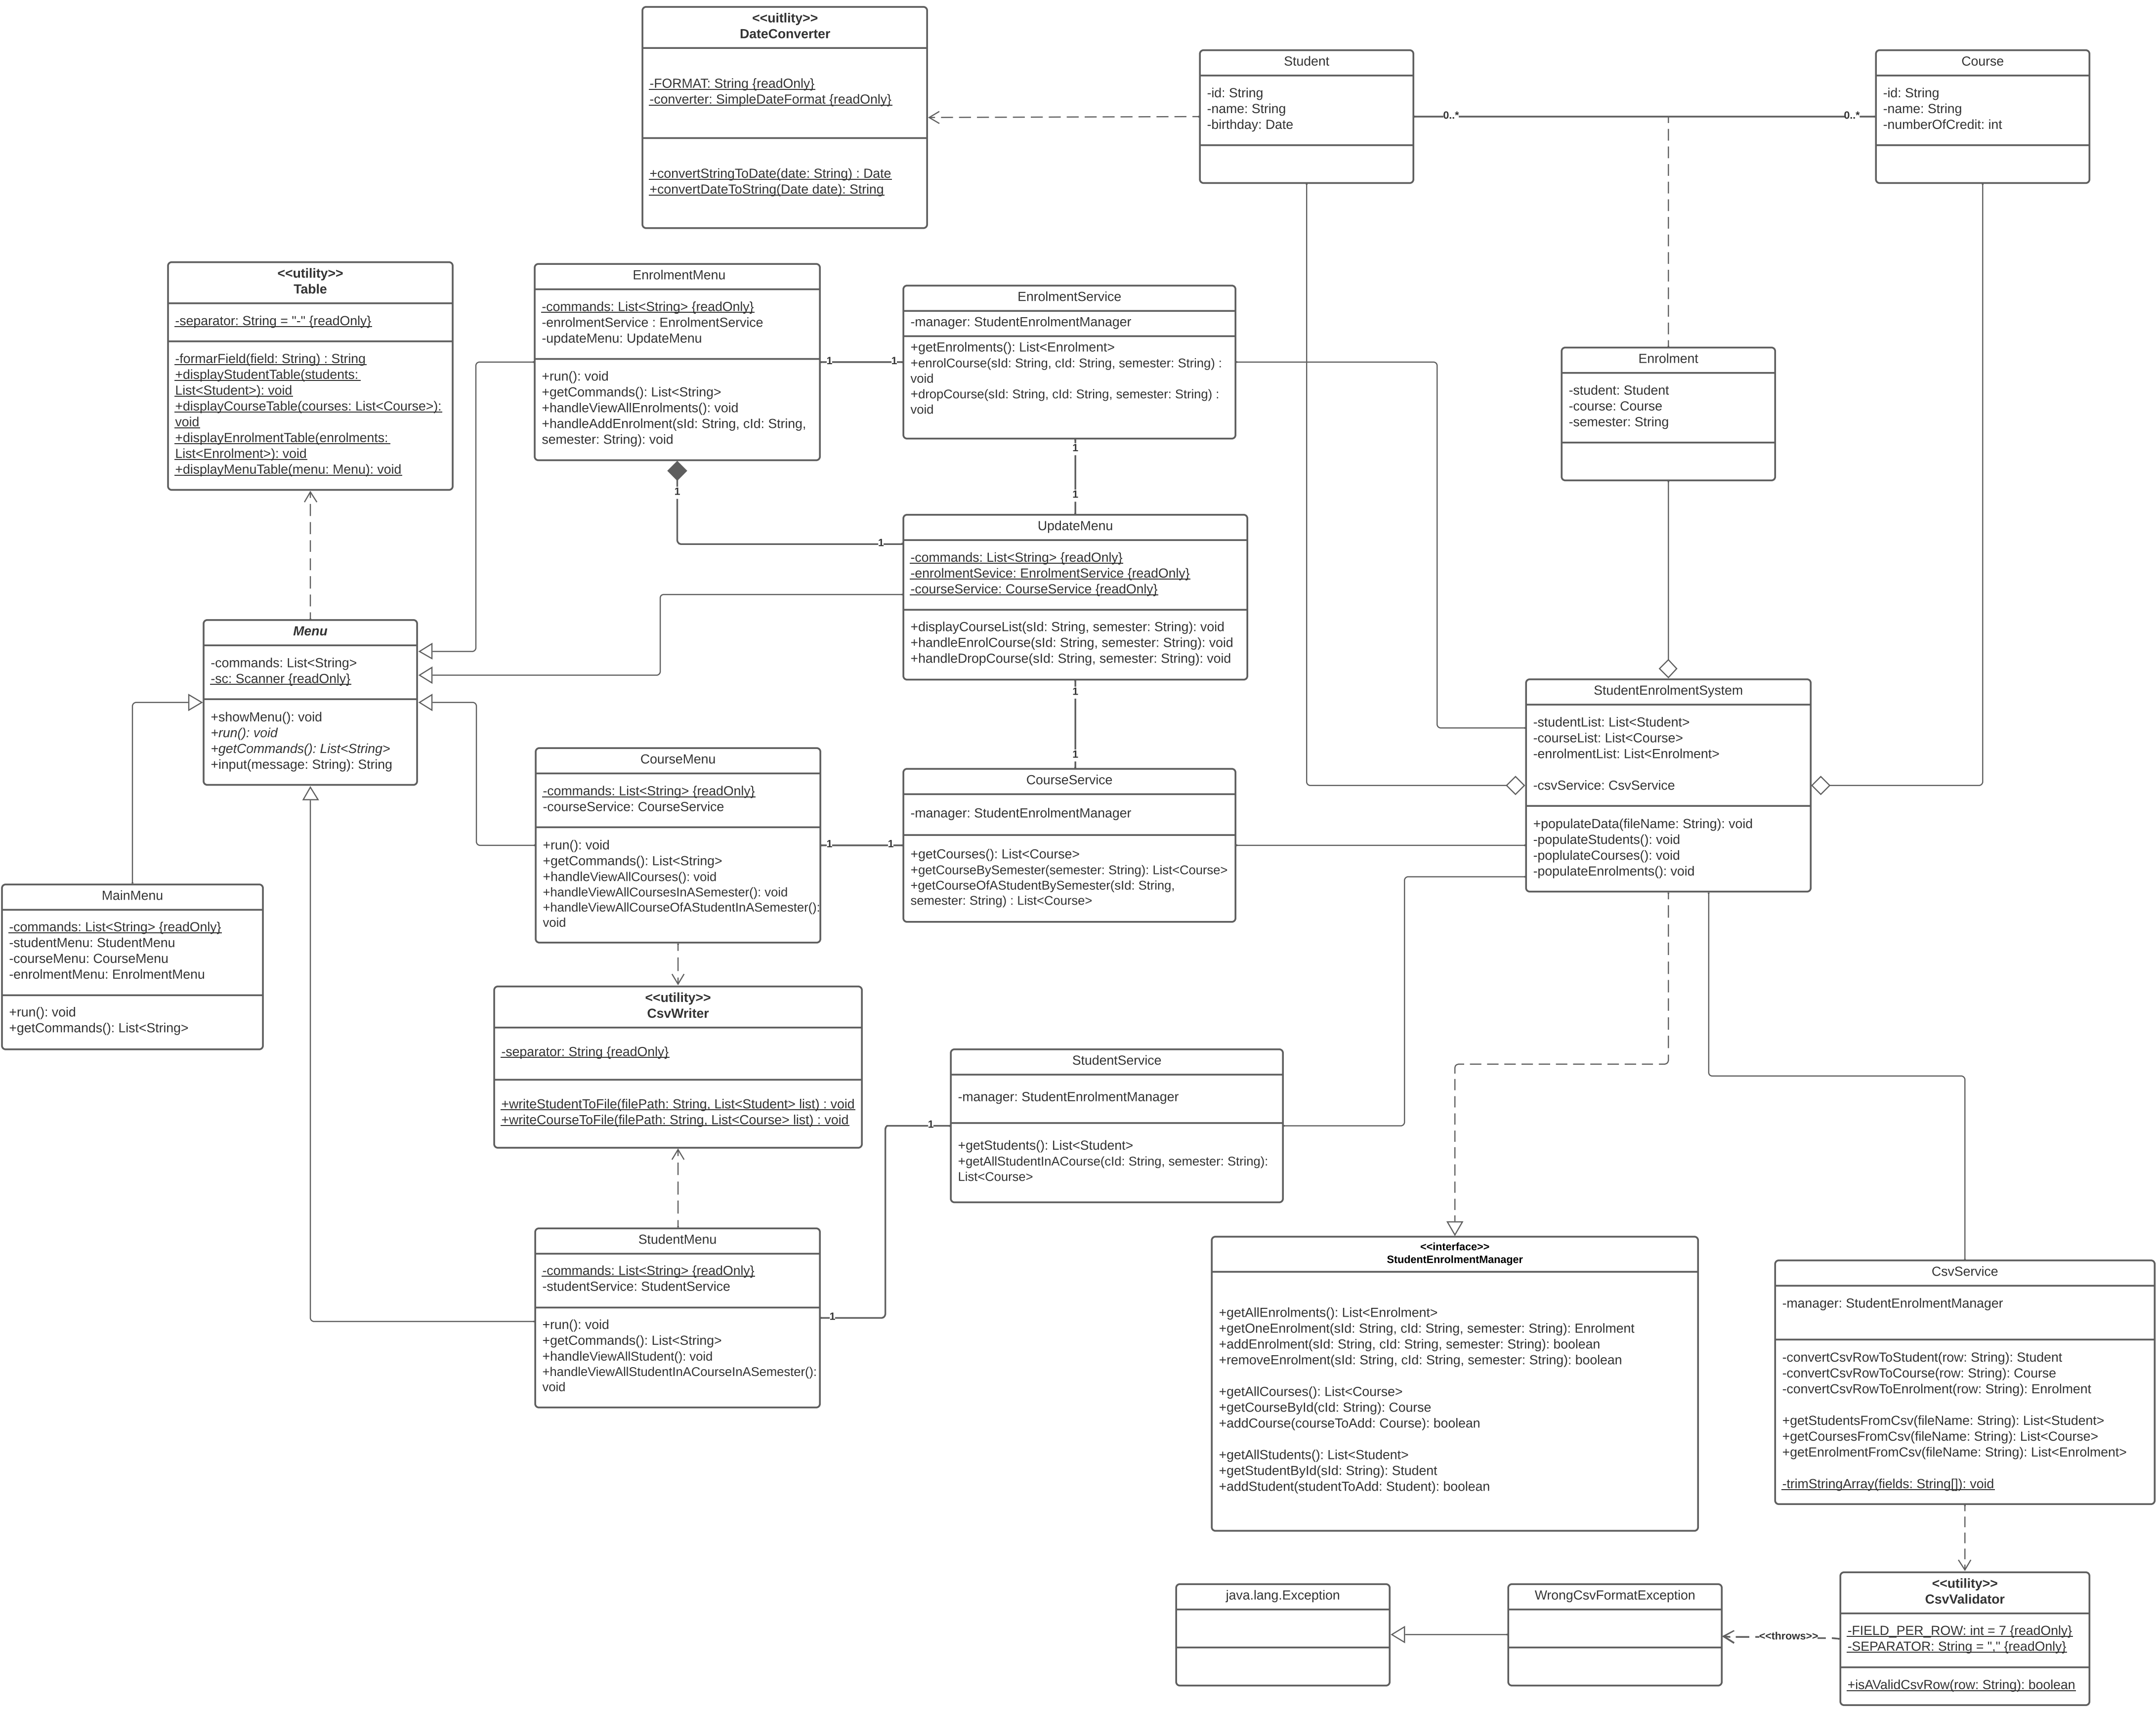 <<uitlity>>
DateConverter
-FORMAT: String {readOnly}
-converter: SimpleDateFormat {readOnly}
+convertStringToDate(date: String) : Date
+convertDateToString(Date date): String
Student
-id: String
-name: String
-birthday: Date
0..*
0..*
Course
-id: String
-name: String
-numberOfCredit: int
<<utility>>
Table
-separator: String = "-" {readOnly}
-formarField(field: String) : String
+displayStudentTable(students:
List<Student>): void
+displayCourseTable(courses: List<Course>):
void
+displayEnrolmentTable(enrolments:
List<Enrolment>): void
+displayMenuTable(menu: Menu): void
EnrolmentMenu
-commands: List<String> {readOnly}
-enrolmentService : EnrolmentService
-updateMenu: UpdateMenu
+run(): void
+getCommands(): List<String>
+handleViewAllEnrolments(): void
+handleAddEnrolment(sId: String, cId: String,
semester: String): void
1
1
EnrolmentService
-manager: StudentEnrolmentManager
+getEnrolments(): List<Enrolment>
+enrolCourse(sId: String, cId: String, semester: String) :
void
+dropCourse(sId: String, cId: String, semester: String) :
void
Enrolment
-student: Student
-course: Course
-semester: String
1
1
1
1
UpdateMenu
-commands: List<String> {readOnly}
-enrolmentSevice: EnrolmentService {readOnly}
-courseService: CourseService {readOnly}
+displayCourseList(sId: String, semester: String): void
+handleEnrolCourse(sId: String, semester: String): void
+handleDropCourse(sId: String, semester: String): void
1
1
Menu
-commands: List<String>
-sc: Scanner {readOnly}
+showMenu(): void
+run(): void
+getCommands(): List<String>
+input(message: String): String
StudentEnrolmentSystem
-studentList: List<Student>
-courseList: List<Course>
-enrolmentList: List<Enrolment>
-csvService: CsvService
+populateData(fileName: String): void
-populateStudents(): void
-poplulateCourses(): void
-populateEnrolments(): void
CourseMenu
-commands: List<String> {readOnly}
-courseService: CourseService
+run(): void
+getCommands(): List<String>
+handleViewAllCourses(): void
+handleViewAllCoursesInASemester(): void
+handleViewAllCourseOfAStudentInASemester():
void
1
1
CourseService
-manager: StudentEnrolmentManager
+getCourses(): List<Course>
+getCourseBySemester(semester: String): List<Course>
+getCourseOfAStudentBySemester(sId: String,
semester: String) : List<Course>
MainMenu
-commands: List<String> {readOnly}
-studentMenu: StudentMenu
-courseMenu: CourseMenu
-enrolmentMenu: EnrolmentMenu
+run(): void
+getCommands(): List<String>
<<utility>>
CsvWriter
-separator: String {readOnly}
+writeStudentToFile(filePath: String, List<Student> list) : void
+writeCourseToFile(filePath: String, List<Course> list) : void
StudentService
-manager: StudentEnrolmentManager
+getStudents(): List<Student>
+getAllStudentInACourse(cId: String, semester: String):
List<Course>
1
1
StudentMenu
-commands: List<String> {readOnly}
-studentService: StudentService
+run(): void
+getCommands(): List<String>
+handleViewAllStudent(): void
+handleViewAllStudentInACourseInASemester():
void
<<interface>>
StudentEnrolmentManager
+getAllEnrolments(): List<Enrolment>
+getOneEnrolment(sId: String, cId: String, semester: String): Enrolment
+addEnrolment(sId: String, cId: String, semester: String): boolean
+removeEnrolment(sId: String, cId: String, semester: String): boolean
+getAllCourses(): List<Course>
+getCourseById(cId: String): Course
+addCourse(courseToAdd: Course): boolean
+getAllStudents(): List<Student>
+getStudentById(sId: String): Student
+addStudent(studentToAdd: Student): boolean
CsvService
-manager: StudentEnrolmentManager
-convertCsvRowToStudent(row: String): Student
-convertCsvRowToCourse(row: String): Course
-convertCsvRowToEnrolment(row: String): Enrolment
+getStudentsFromCsv(fileName: String): List<Student>
+getCoursesFromCsv(fileName: String): List<Course>
+getEnrolmentFromCsv(fileName: String): List<Enrolment>
-trimStringArray(fields: String[]): void
java.lang.Exception
WrongCsvFormatException
<<throws>>
<<utility>>
CsvValidator
-FIELD_PER_ROW: int = 7 {readOnly}
-SEPARATOR: String = "," {readOnly}
+isAValidCsvRow(row: String): boolean